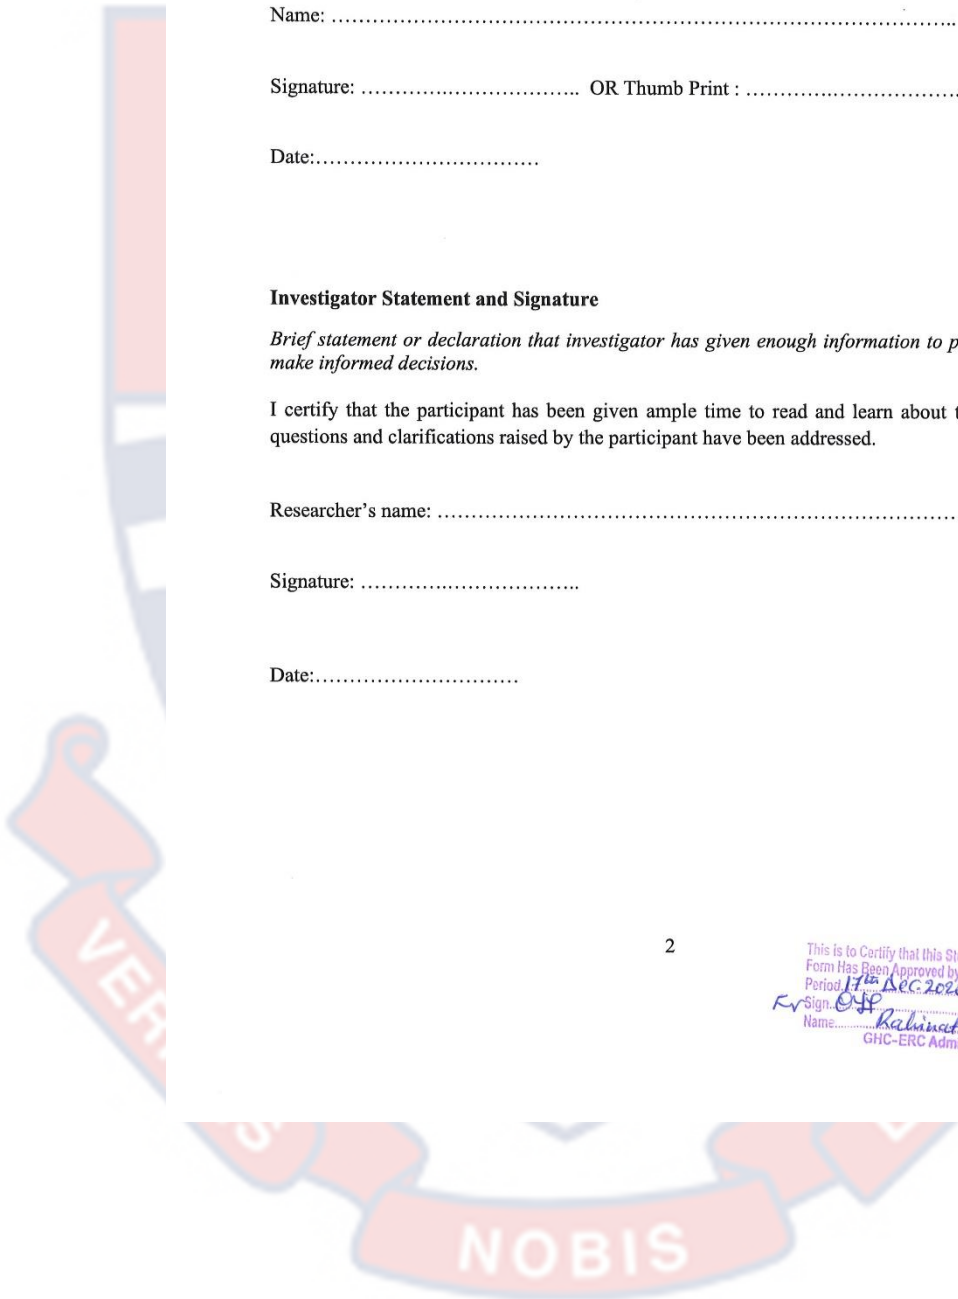 Name: ………………………………………………………………………………..
Signature: ………….……………….. OR Thumb Print : ………….……………….
Date:……………………………
Investigator Statement and Signature
Brief statement or declaration that investigator has given enough information to p
make informed decisions.
I certify that the participant has been given ample time to read and learn about t
questions and clarifications raised by the participant have been addressed.
Researcher’s name: …………………………………………………………………
Signature: ………….………………..
Date:…………………………
2
This is to Certify that this St
Form Has Been Approved by
Period 17th Dec. 202
Sign..
Name.......... Rahinat
GHC-ERC Adm
VER
S
NOBIS